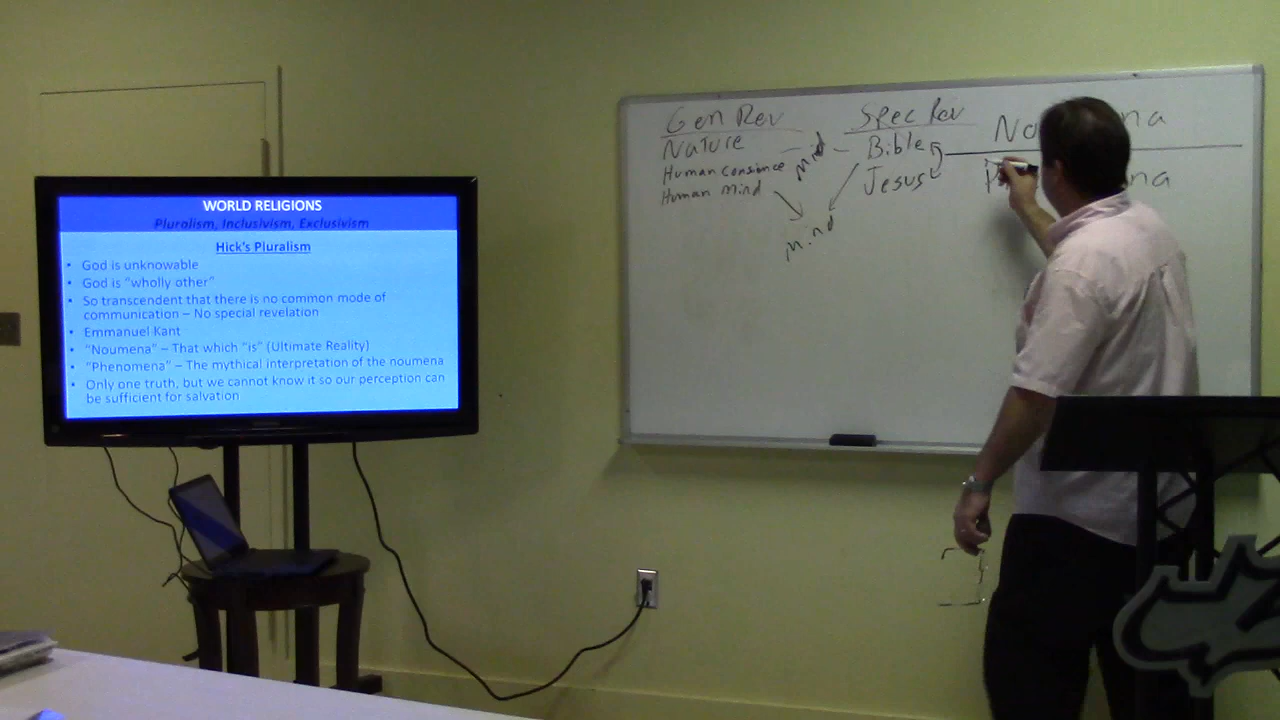 WORLD RELIGIONS
Pluralism, Inclusivism, Exclusivism
Hick's Pluralism
• God is unknowable
• God is "wholly other"
• So transcendent that there is no common mode of
communication – No special revelation
• Emmanuel Kant
• "Noumena" – That which "is" (Ultimate Reality)
• "Phenomena" – The mythical interpretation of the noumena
• Only one truth, but we cannot know it so our perception can
be sufficient for salvation
Gen Rev
Nature
Human Consience
Human Mind
Mind
Mind
Spec Rev
Bible
Jesus